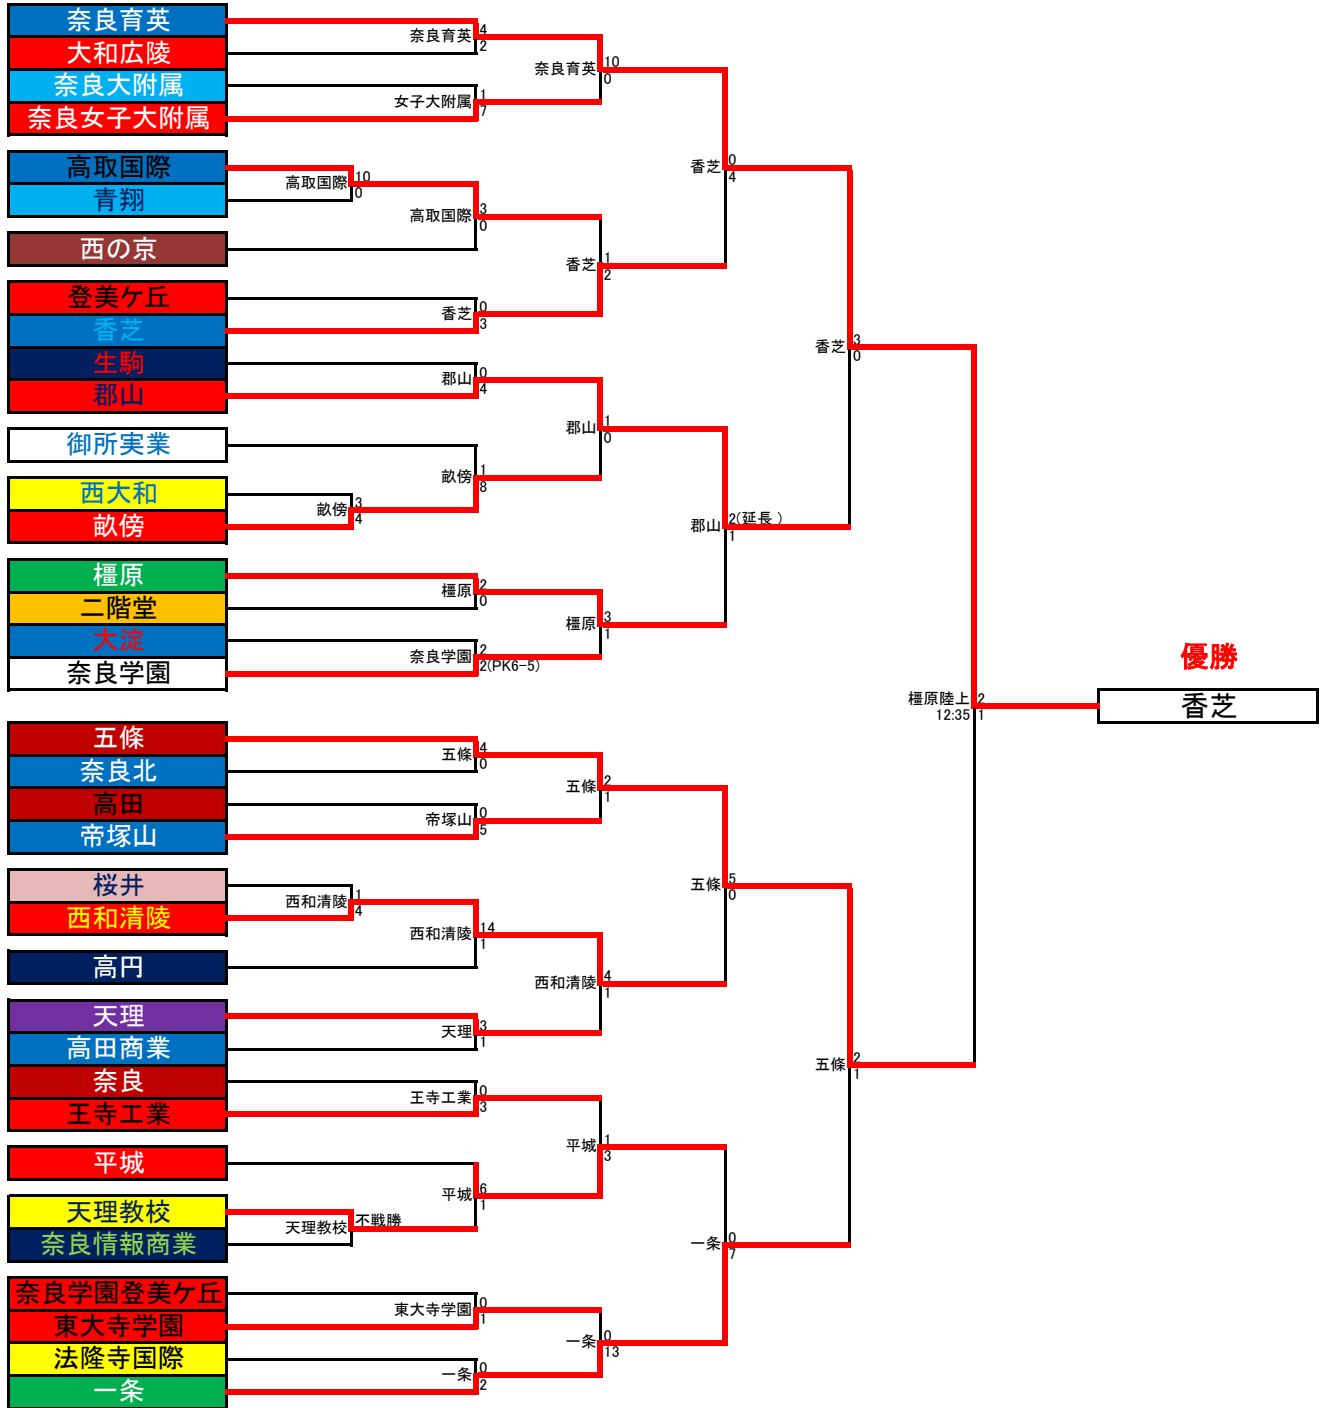 奈良育英
大和広陵
奈良大附属
奈良女子大附属
高取国際
青翔
西の京
登美ケ丘
香芝
生駒
郡山
御所実業
西大和
畝傍
橿原
二階堂
大淀
奈良学園
五條
奈良北
高田
帝塚山
桜井
西和清陵
高円
天理
高田商業
奈良
王寺工業
平城
天理教校
奈良情報商業
奈良学園登美ケ丘
東大寺学園
法隆寺国際
一条
高取国際
10
0
畝傍
3
4
西和清陵
1
4
天理教校
不戦勝
奈良育英
4
2
女子大附属
1
7
高取国際
3
0
香芝
0
3
郡山
0
4
畝傍
1
8
橿原
2
0
奈良学園
2
2(PK6-5)
五條
4
0
帝塚山
0
5
西和清陵
14
1
天理
3
1
王寺工業
0
3
平城
6
1
東大寺学園
0
1
一条
0
2
奈良育英
10
0
香芝
1
2
郡山
1
0
橿原
3
1
五條
2
1
西和清陵
4
1
平城
1
3
一条
0
13
香芝
0
4
郡山
2(延長 )
1
五條
5
0
一条
0
7
香芝
3
0
五條
2
1
橿原陸上
12:35
2
1
優勝
香芝